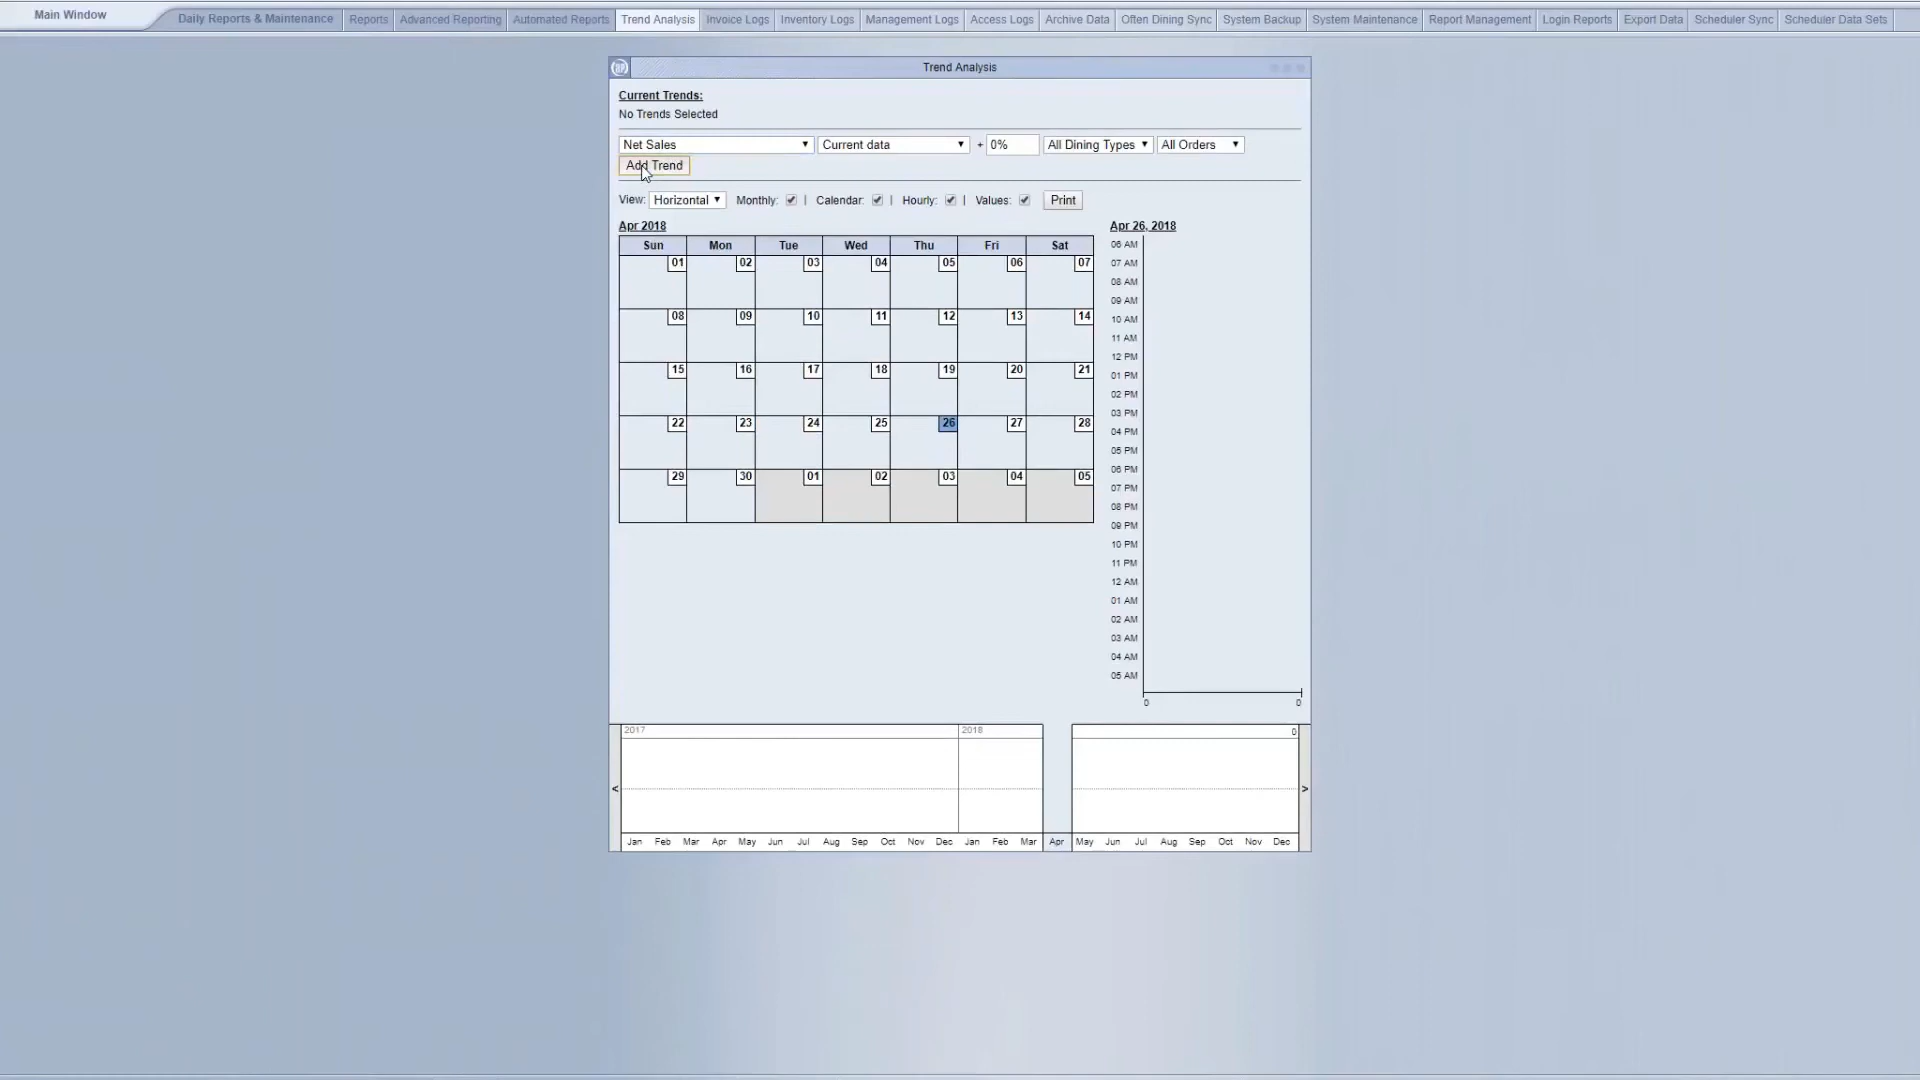 Main Window Daily Reports & Maintenance Reports Advanced Reporting Automated Reports Trend Analysis Invoice Logs Inventory Logs Management Logs Access Logs Archive Data Often Dining Sync System Backup System Maintenance Report Management Login Reports Export Data Scheduler Sync Scheduler Data Sets
Trend Analysis
Current Trends:
No Trends Selected
Net Sales Current data + 0% All Dining Types All Orders
Add Trend
View: Horizontal Monthly: | Calendar: | Hourly: | Values: Print
Apr 2018
Sun Mon Tue Wed Thu Fri Sat
01 02 03 04 05 06 07
08 09 10 11 12 13 14
15 16 17 18 19 20 21
22 23 24 25 26 27 28
29 30 01 02 03 04 05
Apr 26, 2018
06 AM
07 AM
08 AM
09 AM
10 AM
11 AM
12 PM
01 PM
02 PM
03 PM
04 PM
05 PM
06 PM
07 PM
08 PM
09 PM
10 PM
11 PM
12 AM
01 AM
02 AM
03 AM
04 AM
05 AM
0 0
2017 2018 0
< >
Jan Feb Mar Apr May Jun Jul Aug Sep Oct Nov Dec Jan Feb Mar Apr May Jun Jul Aug Sep Oct Nov Dec